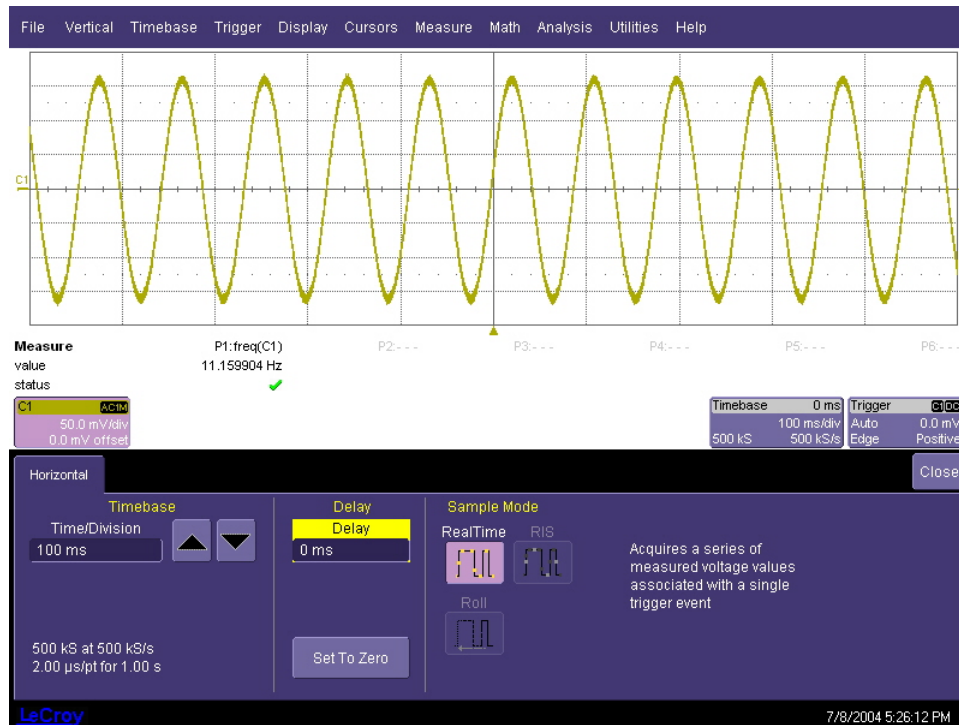 File Vertical Timebase Trigger Display Cursors Measure Math Analysis Utilities Help
C1
Measure P1:freq(C1) P2:- - - P3:- - - P4:- - - P5:- - - P6:- - -
value 11.159904 Hz
status
C1 AC1M
50.0 mV/div
0.0 mV offset
Timebase 0 ms
100 ms/div
500 kS 500 kS/s
Trigger C1 DC
Auto 0.0 mV
Edge Positive
Horizontal
Close
Timebase
Time/Division
100 ms
500 kS at 500 kS/s
2.00 µs/pt for 1.00 s
Delay
Delay
0 ms
Set To Zero
Sample Mode
RealTime RIS
Roll
Acquires a series of
measured voltage values
associated with a single
trigger event
LeCroy
7/8/2004 5:26:12 PM